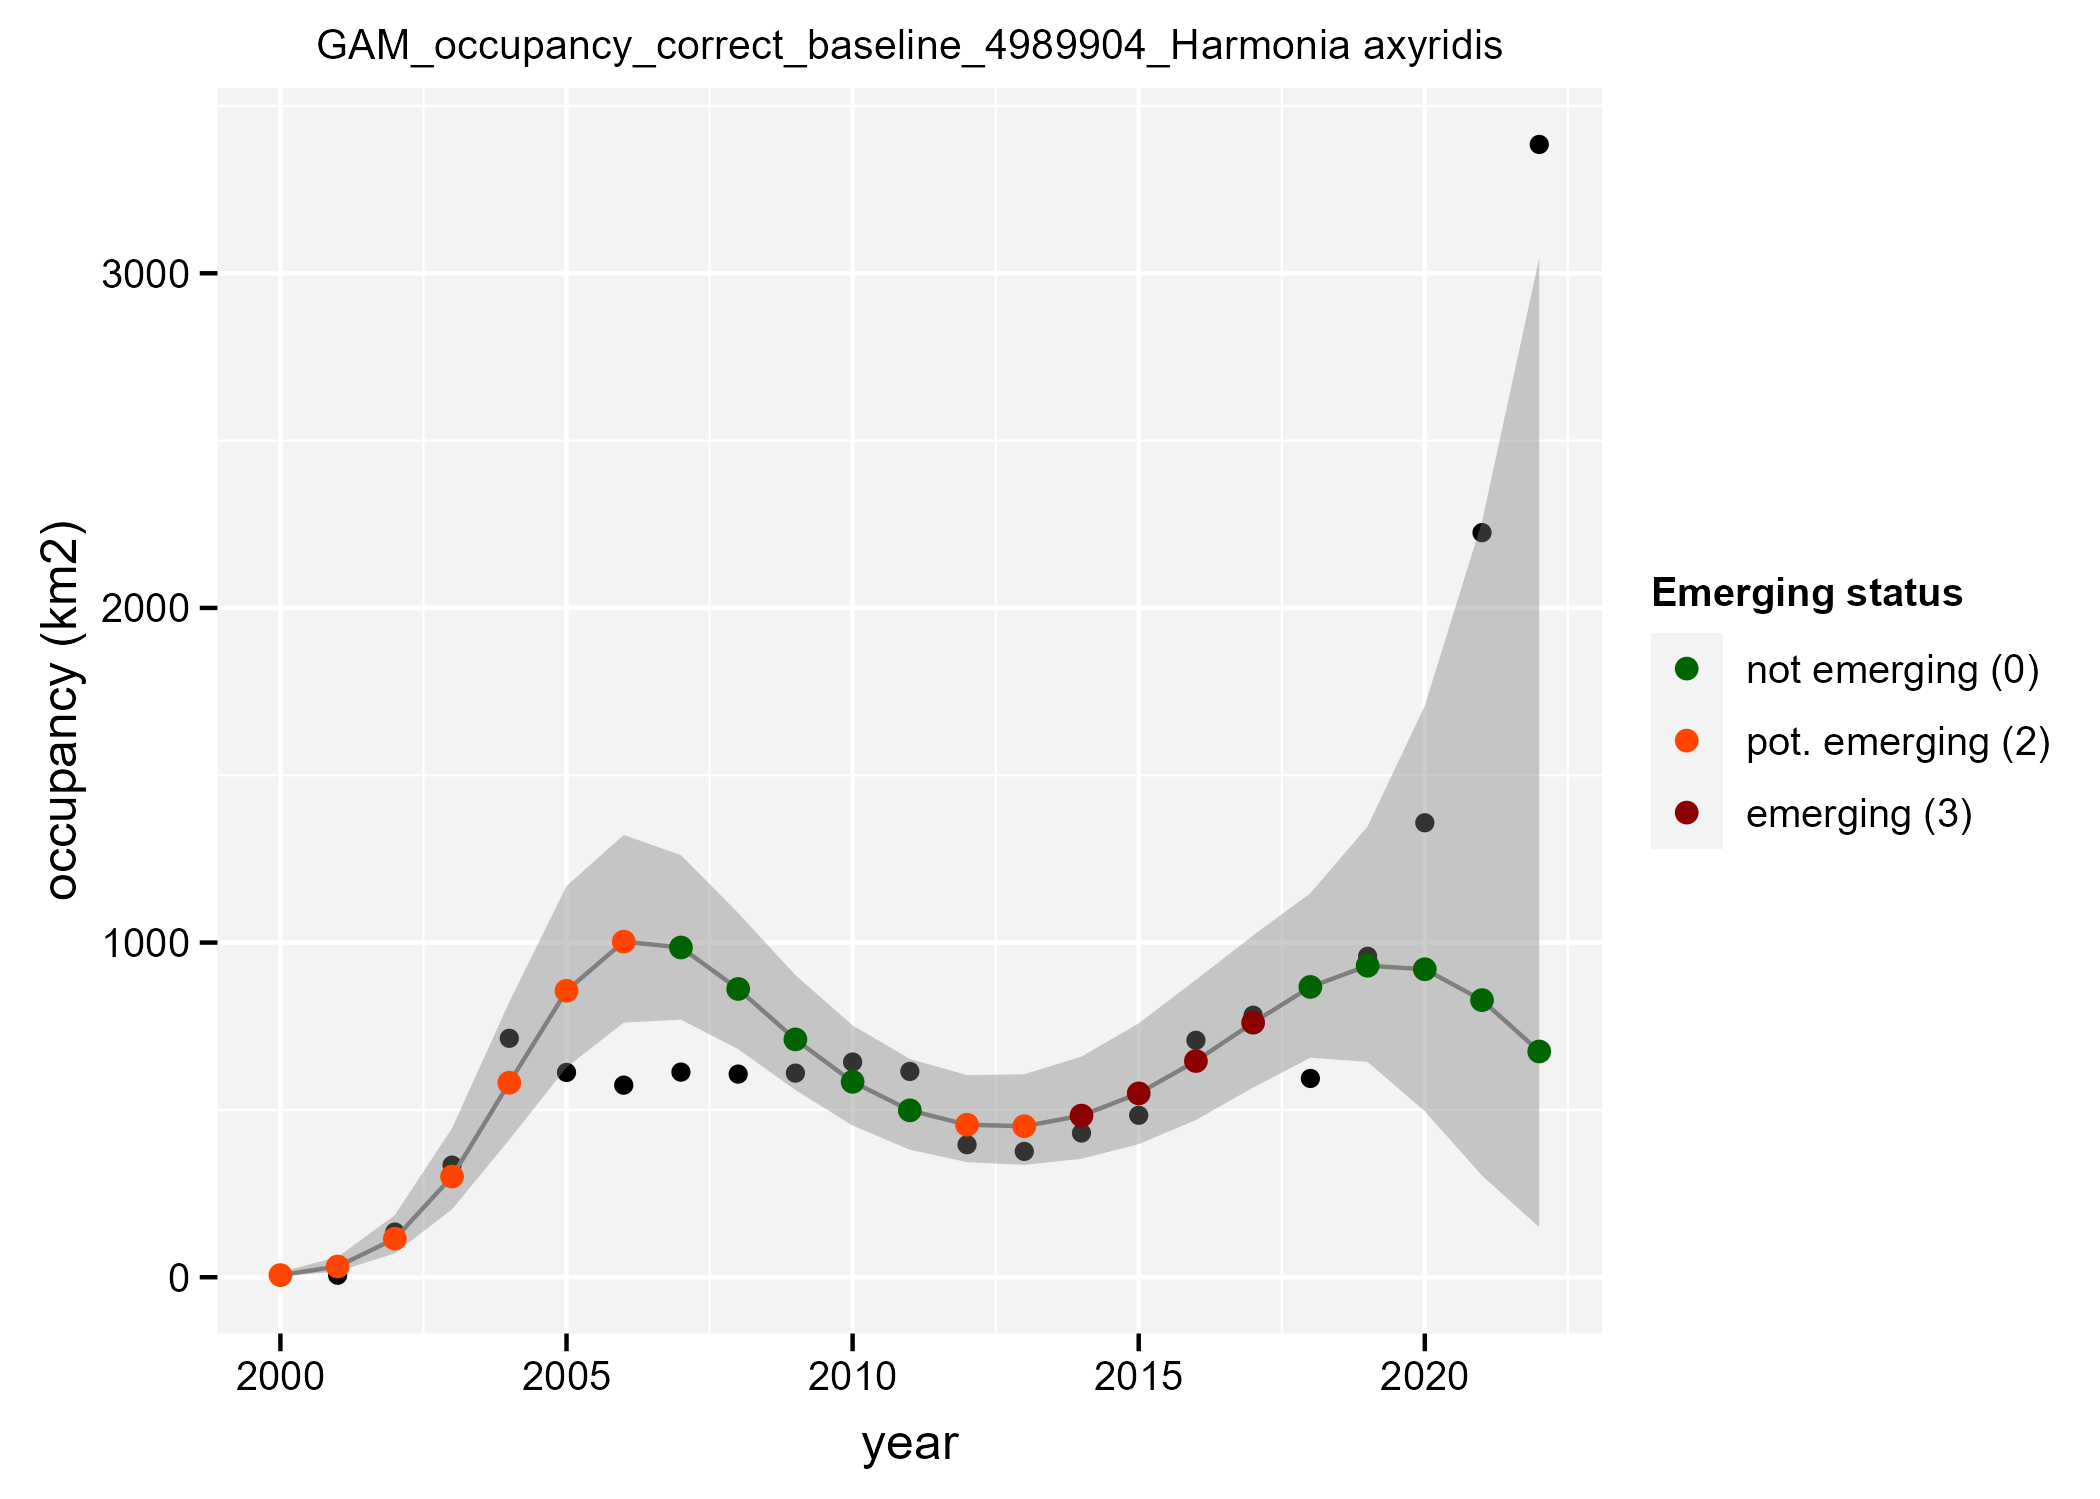 GAM_occupancy_correct_baseline_4989904_Harmonia axyridis
occupancy (km2)
3000
2000
1000
0
2000 2005 2010 2015 2020
year
Emerging status
not emerging (0)
pot. emerging (2)
emerging (3)